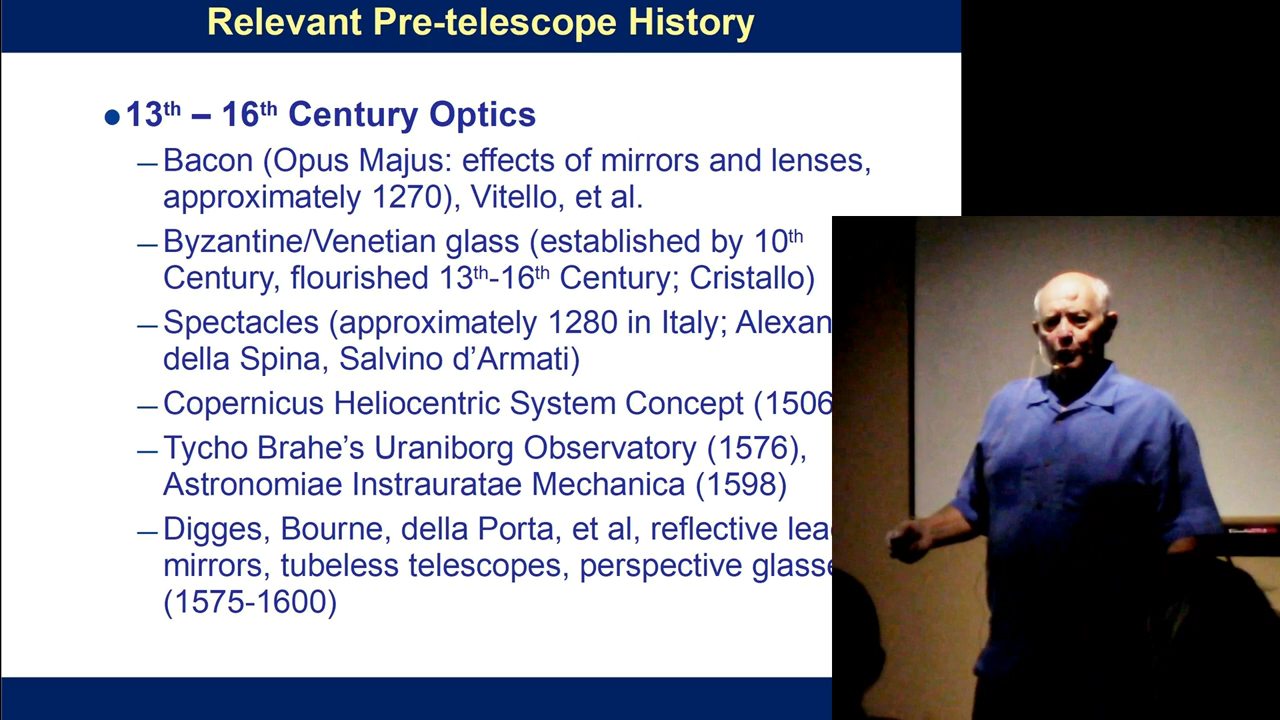 Relevant Pre-telescope History
●13th – 16th Century Optics
– Bacon (Opus Majus: effects of mirrors and lenses,
approximately 1270), Vitello, et al.
– Byzantine/Venetian glass (established by 10th
Century, flourished 13th-16th Century; Cristallo)
– Spectacles (approximately 1280 in Italy; Alexan
della Spina, Salvino d’Armati)
– Copernicus Heliocentric System Concept (1506
– Tycho Brahe’s Uraniborg Observatory (1576),
Astronomiae Instrauratae Mechanica (1598)
– Digges, Bourne, della Porta, et al, reflective lea
mirrors, tubeless telescopes, perspective glasse
(1575-1600)